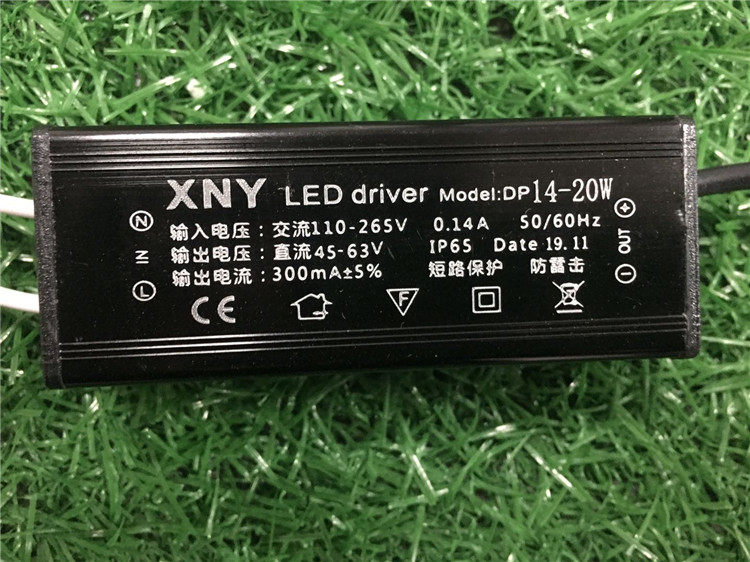 XNY LED driver Model:DP14-20W
输入电压:交流110-265V 0.14A 50/60Hz
输出电压:直流45-63V IP65 Date 19.11
输出电流:300mA±5% 短路保护 防雷击
N
IN
L
OUT
CE
F